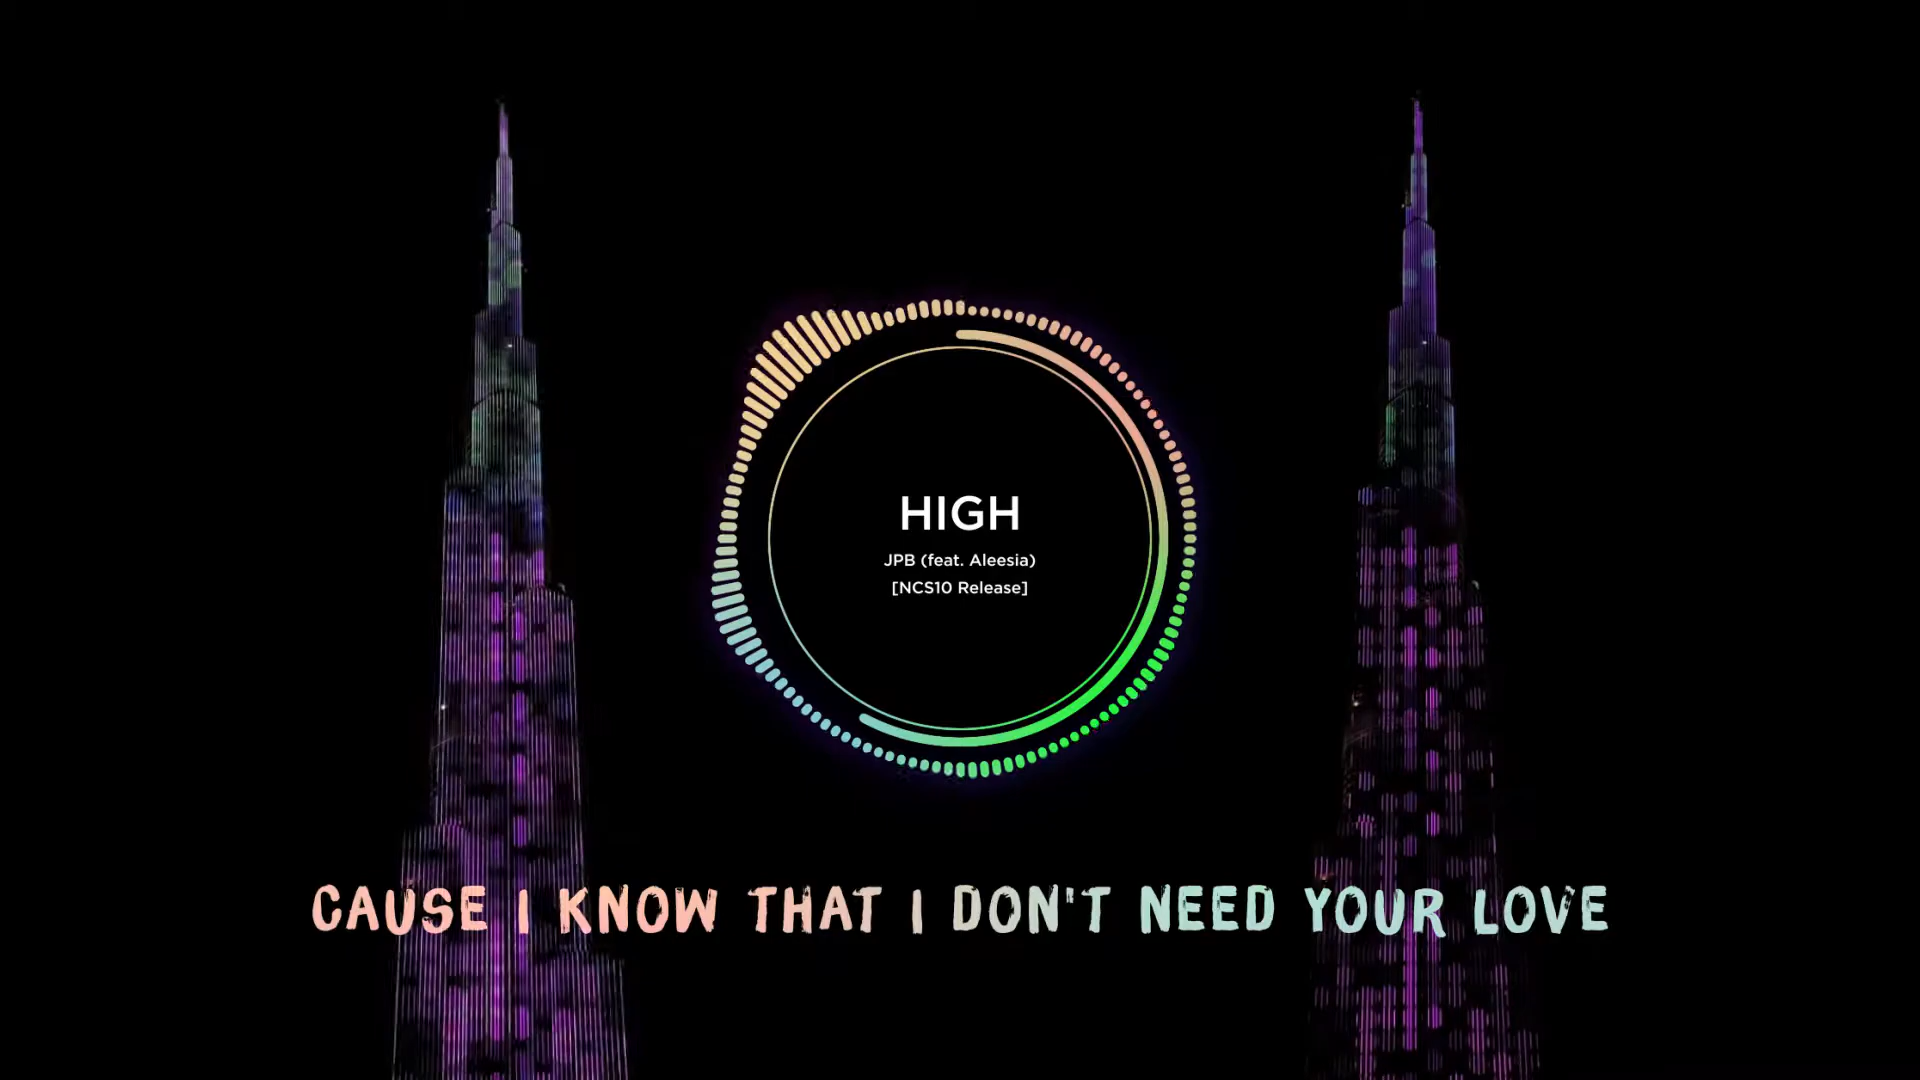 HIGH
JPB (feat. Aleesia)
[NCS10 Release]
CAUSE I KNOW THAT I DON'T NEED YOUR LOVE